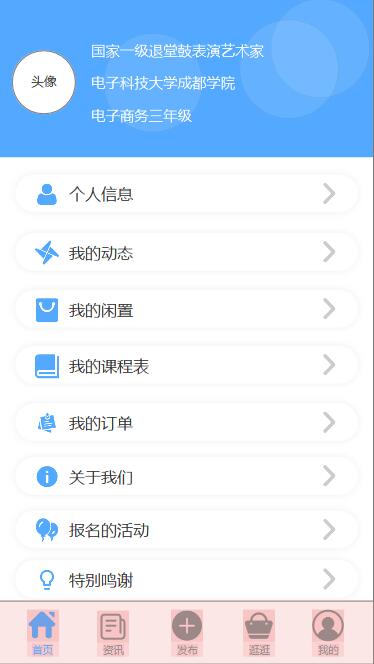 国家一级退堂鼓表演艺术家
头像
电子科技大学成都学院
电子商务三年级
个人信息
我的动态
我的闲置
我的课程表
我的订单
关于我们
报名的活动
特别鸣谢
首页 资讯 发布 逛逛 我的